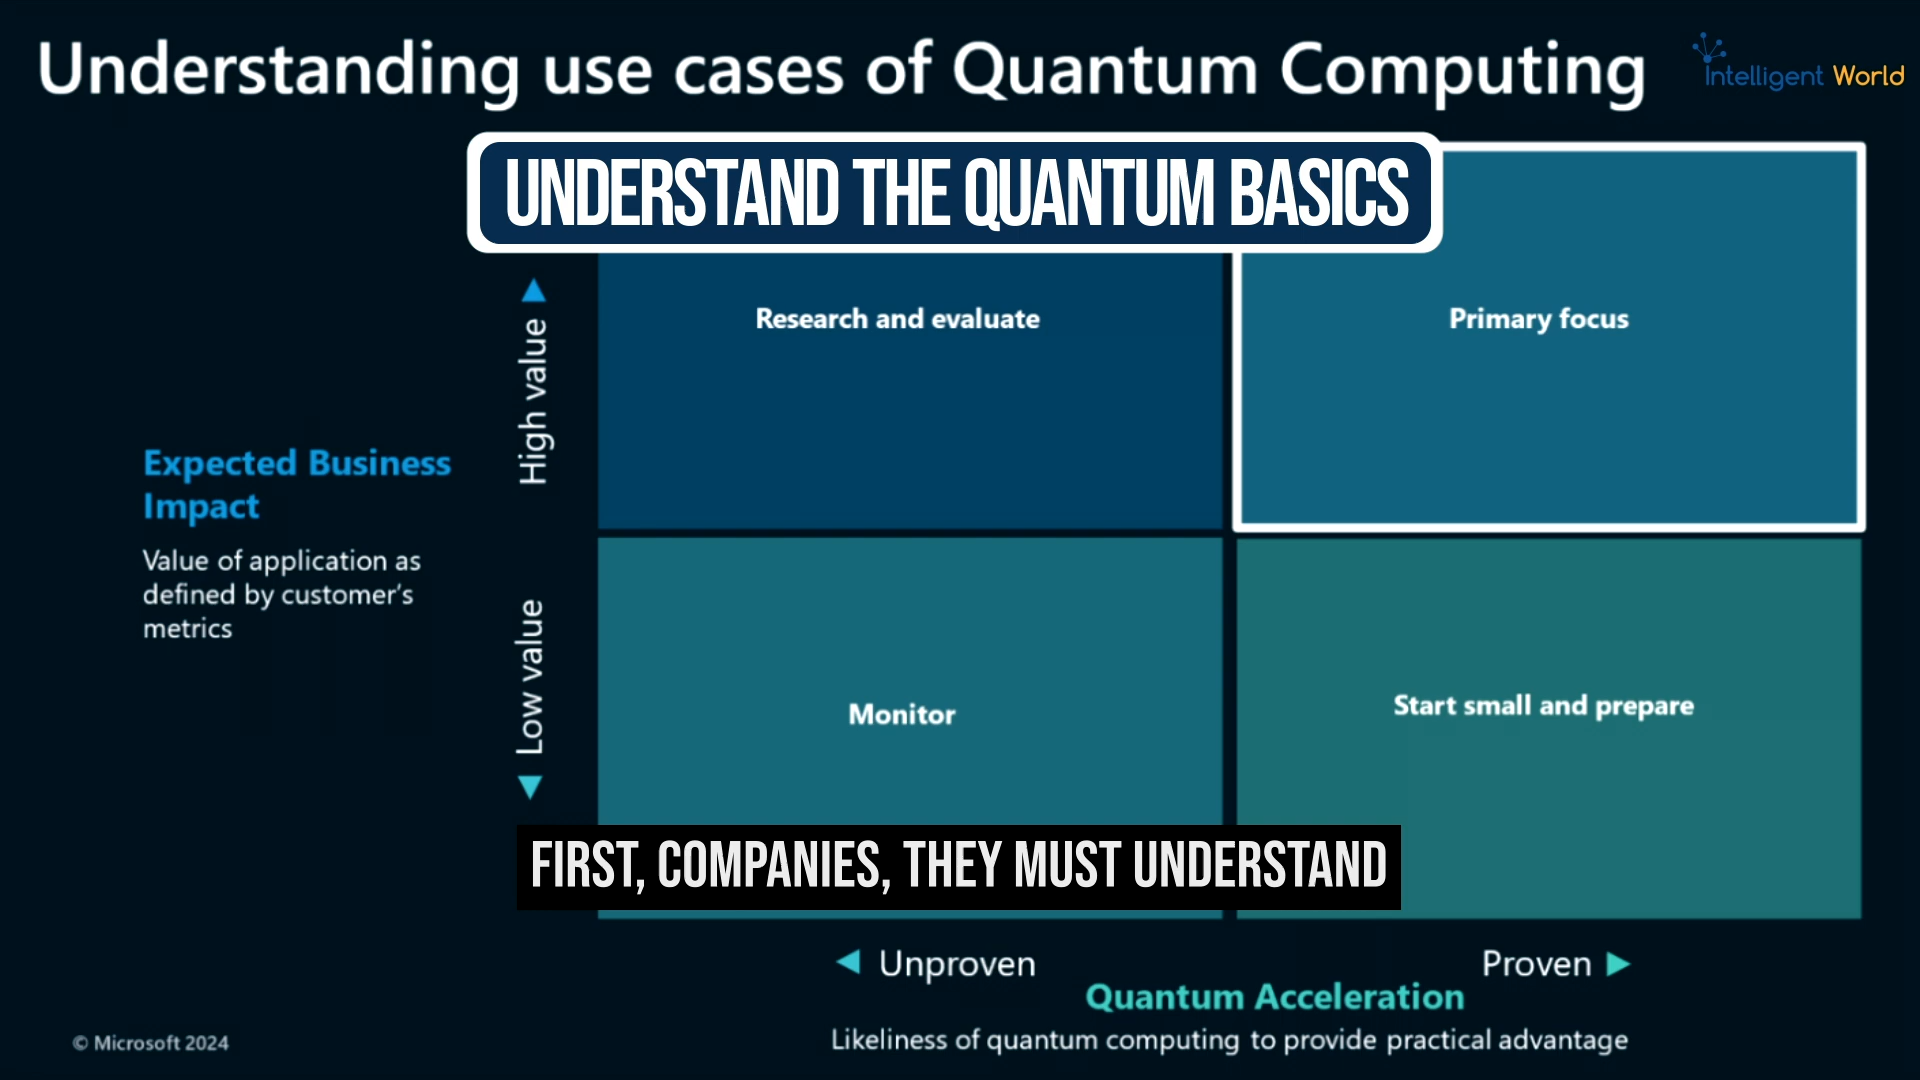 Understanding use cases of Quantum Computing
Intelligent World
UNDERSTAND THE QUANTUM BASICS
High value
Research and evaluate
Primary focus
Expected Business
Impact
Value of application as
defined by customer's
metrics
Low value
Monitor
Start small and prepare
FIRST, COMPANIES, THEY MUST UNDERSTAND
Unproven
Proven
Quantum Acceleration
Likeliness of quantum computing to provide practical advantage
© Microsoft 2024